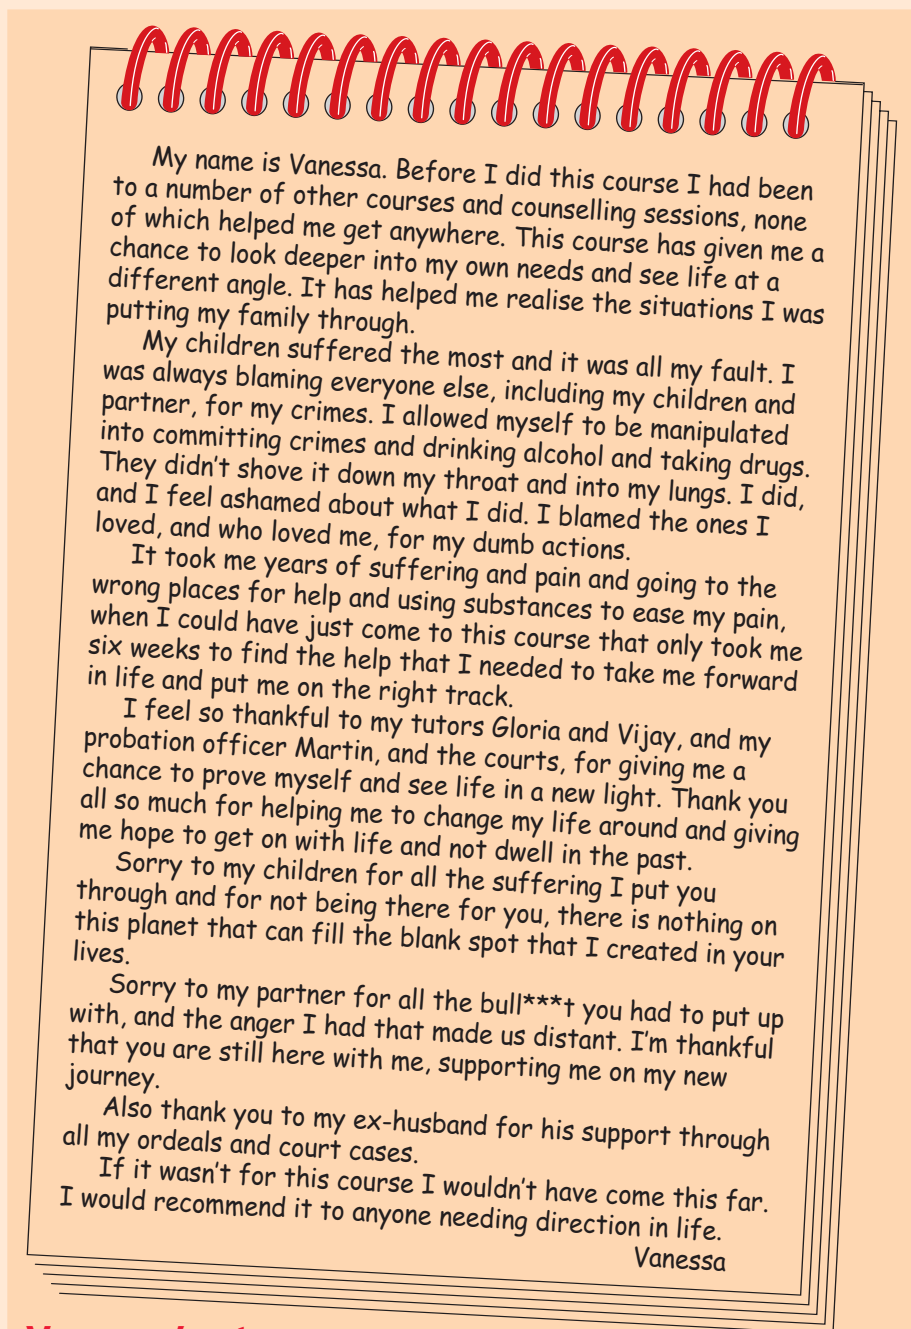 My name is Vanessa. Before I did this course I had been
to a number of other courses and counselling sessions, none
of which helped me get anywhere. This course has given me a
chance to look deeper into my own needs and see life at a
different angle. It has helped me realise the situations I was
putting my family through.
My children suffered the most and it was all my fault. I
was always blaming everyone else, including my children and
partner, for my crimes. I allowed myself to be manipulated
into committing crimes and drinking alcohol and taking drugs.
They didn't shove it down my throat and into my lungs. I did,
and I feel ashamed about what I did. I blamed the ones I
loved, and who loved me, for my dumb actions.
It took me years of suffering and pain and going to the
wrong places for help and using substances to ease my pain,
when I could have just come to this course that only took me
six weeks to find the help that I needed to take me forward
in life and put me on the right track.
I feel so thankful to my tutors Gloria and Vijay, and my
probation officer Martin, and the courts, for giving me a
chance to prove myself and see life in a new light. Thank you
all so much for helping me to change my life around and giving
me hope to get on with life and not dwell in the past.
Sorry to my children for all the suffering I put you
through and for not being there for you, there is nothing on
this planet that can fill the blank spot that I created in your
lives.
Sorry to my partner for all the bull***t you had to put up
with, and the anger I had that made us distant. I'm thankful
that you are still here with me, supporting me on my new
journey.
Also thank you to my ex-husband for his support through
all my ordeals and court cases.
If it wasn't for this course I wouldn't have come this far.
I would recommend it to anyone needing direction in life.
Vanessa